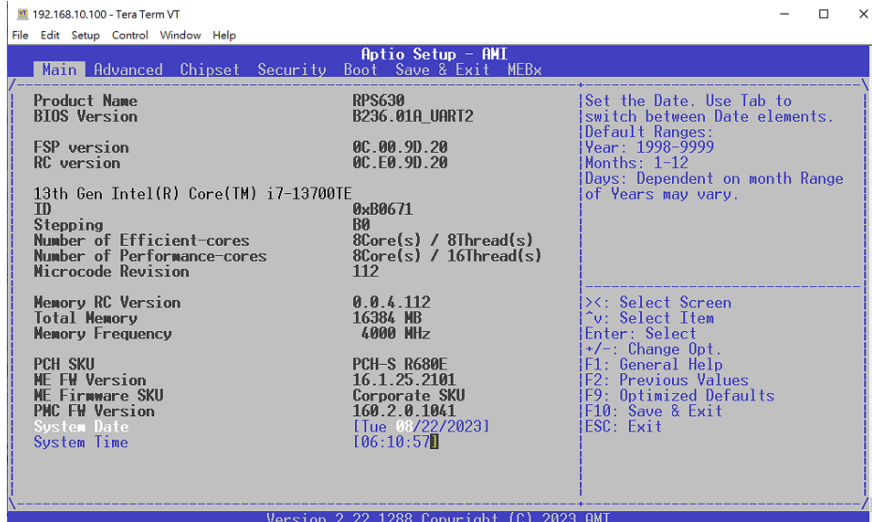 192.168.10.100 - Tera Term VT
File Edit Setup Control Window Help
Aptio Setup - AMI
Main Advanced Chipset Security Boot Save & Exit MEBx
Product Name RPS630
BIOS Version B236.01A_UART2
FSP version 0C.00.9D.20
RC version 0C.E0.9D.20
13th Gen Intel(R) Core(TM) i7-13700TE
ID 0xB0671
Stepping B0
Number of Efficient-cores 8Core(s) / 8Thread(s)
Number of Performance-cores 8Core(s) / 16Thread(s)
Microcode Revision 112
Memory RC Version 0.0.4.112
Total Memory 16384 MB
Memory Frequency 4000 MHz
PCH SKU PCH-S R680E
ME FW Version 16.1.25.2101
ME Firmware SKU Corporate SKU
PMC FW Version 160.2.0.1041
System Date [Tue 08/22/2023]
System Time [06:10:57]
Set the Date. Use Tab to
switch between Date elements.
Default Ranges:
Year: 1998-9999
Months: 1-12
Days: Dependent on month Range
of Years may vary.
><: Select Screen
^v: Select Item
Enter: Select
+/-: Change Opt.
F1: General Help
F2: Previous Values
F9: Optimized Defaults
F10: Save & Exit
ESC: Exit
Version 2.22.1288 Copyright (C) 2023 AMI